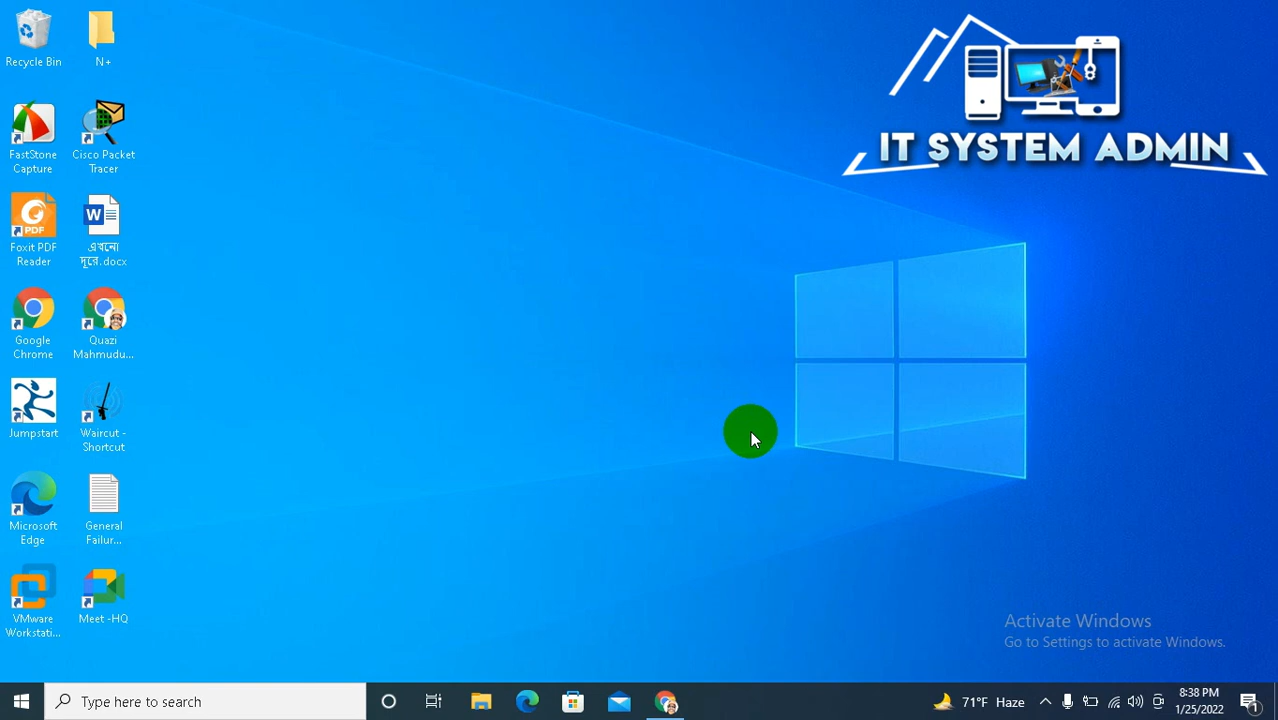 Recycle Bin
N+
FastStone
Capture
Cisco Packet
Tracer
PDF
Foxit PDF
Reader
W
এখনো
দূরে.docx
Google
Chrome
Quazi
Mahmudu...
Jumpstart
Waircut -
Shortcut
Microsoft
Edge
General
Failur...
VMware
Workstati...
Meet -HQ
IT SYSTEM ADMIN
Activate Windows
Go to Settings to activate Windows.
Type here to search
71°F Haze
8:38 PM
1/25/2022
1